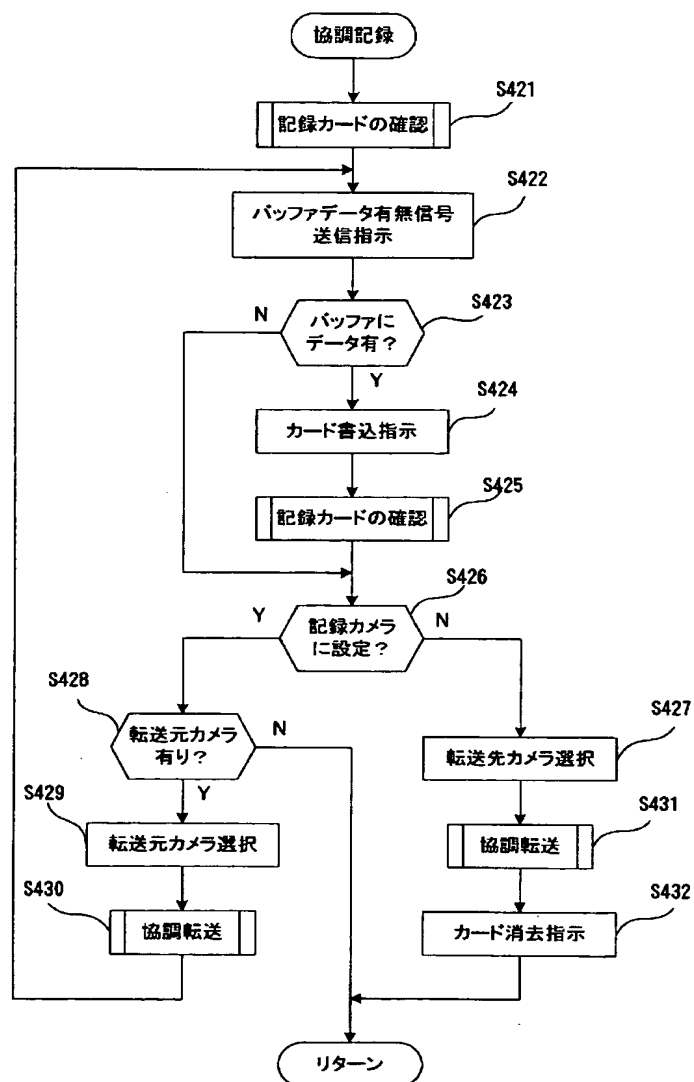 協調記録
S421
記録カードの確認
S422
バッファデータ有無信号
送信指示
S423
N
バッファに
データ有?
Y
S424
カード書込指示
S425
記録カードの確認
S426
Y
記録カメラ
に設定?
N
S428
転送元カメラ
有り?
N
S427
転送先カメラ選択
Y
S429
転送元カメラ選択
S431
協調転送
S430
協調転送
S432
カード消去指示
リターン